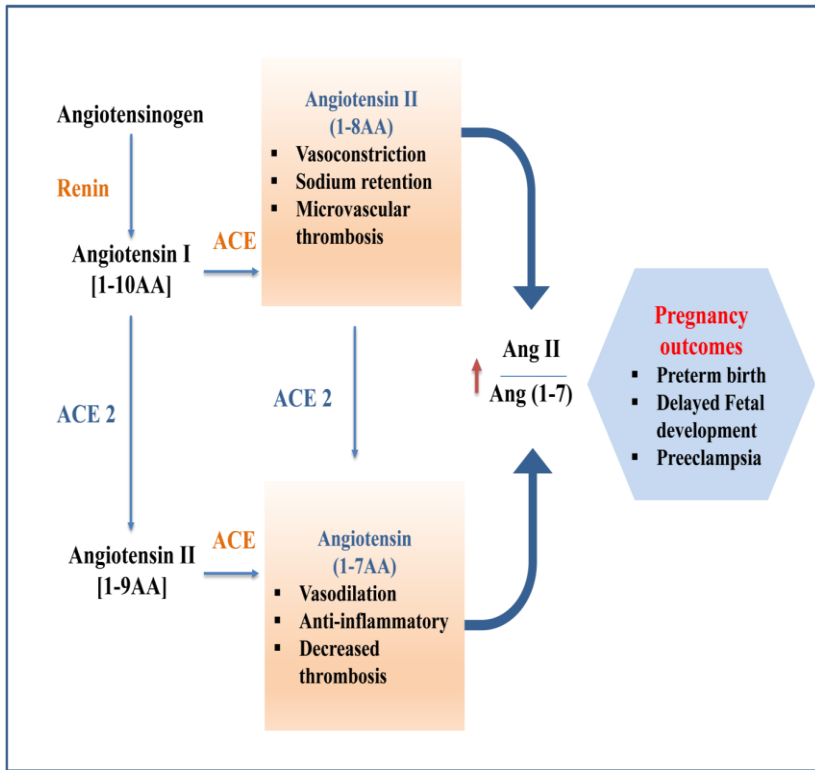 Angiotensinogen
Renin
Angiotensin I
[1-10AA]
ACE
Angiotensin II
(1-8AA)
▪ Vasoconstriction
▪ Sodium retention
▪ Microvascular
thrombosis
ACE 2
ACE 2
Angiotensin II
[1-9AA]
ACE
Angiotensin
(1-7AA)
▪ Vasodilation
▪ Anti-inflammatory
▪ Decreased
thrombosis
Ang II
Ang (1-7)
Pregnancy
outcomes
▪ Preterm birth
▪ Delayed Fetal
development
▪ Preeclampsia